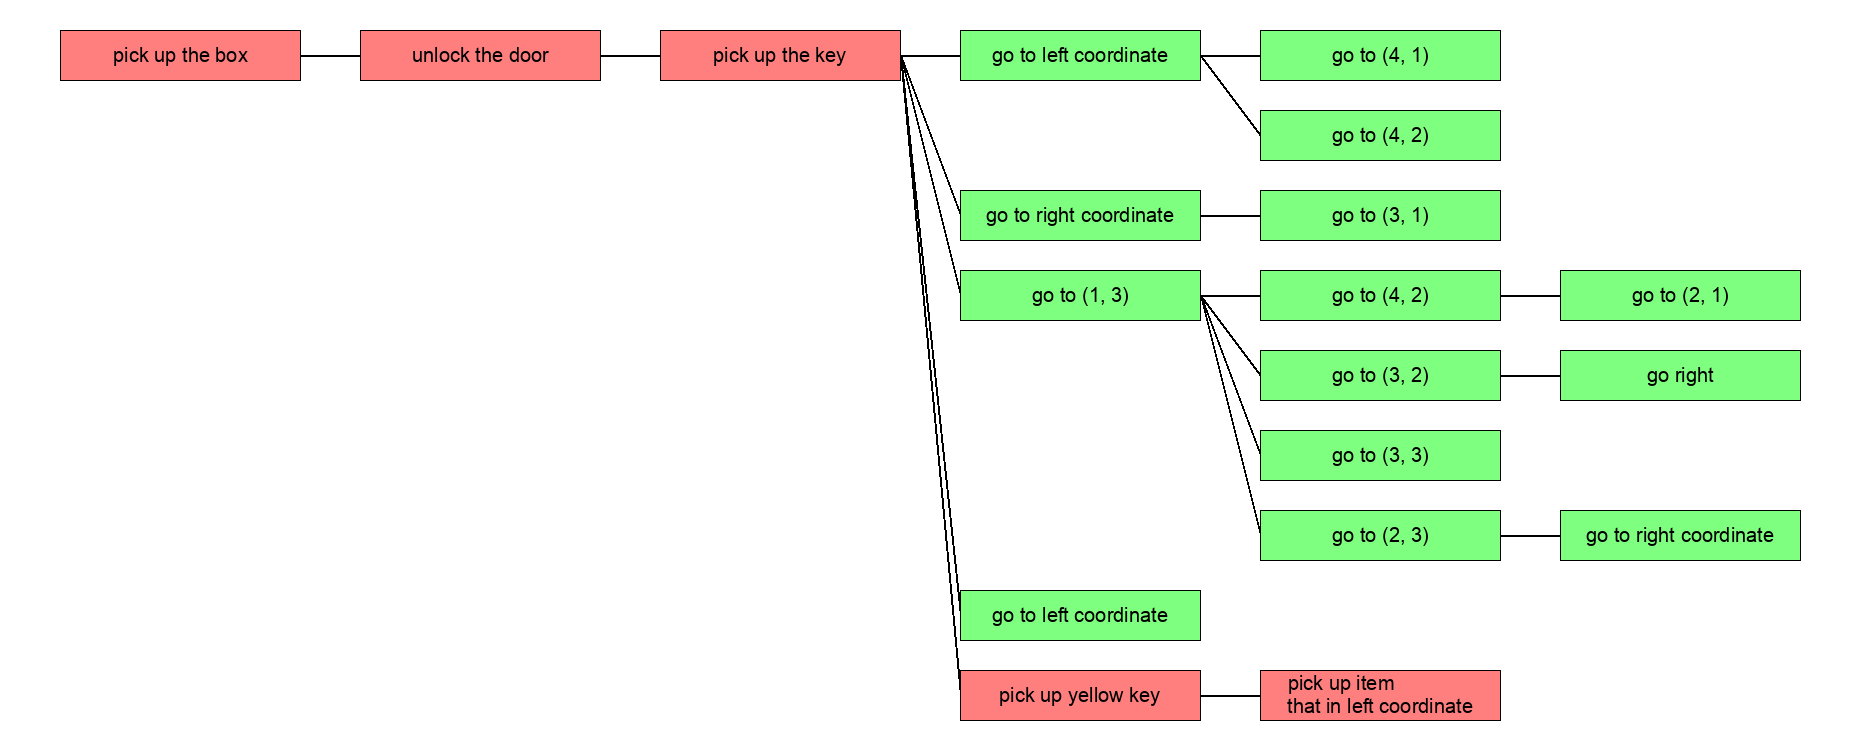 pick up the box
unlock the door
pick up the key
go to left coordinate
go to (4, 1)
go to (4, 2)
go to right coordinate
go to (3, 1)
go to (1, 3)
go to (4, 2)
go to (2, 1)
go to (3, 2)
go right
go to (3, 3)
go to (2, 3)
go to right coordinate
go to left coordinate
pick up yellow key
pick up item
that in left coordinate